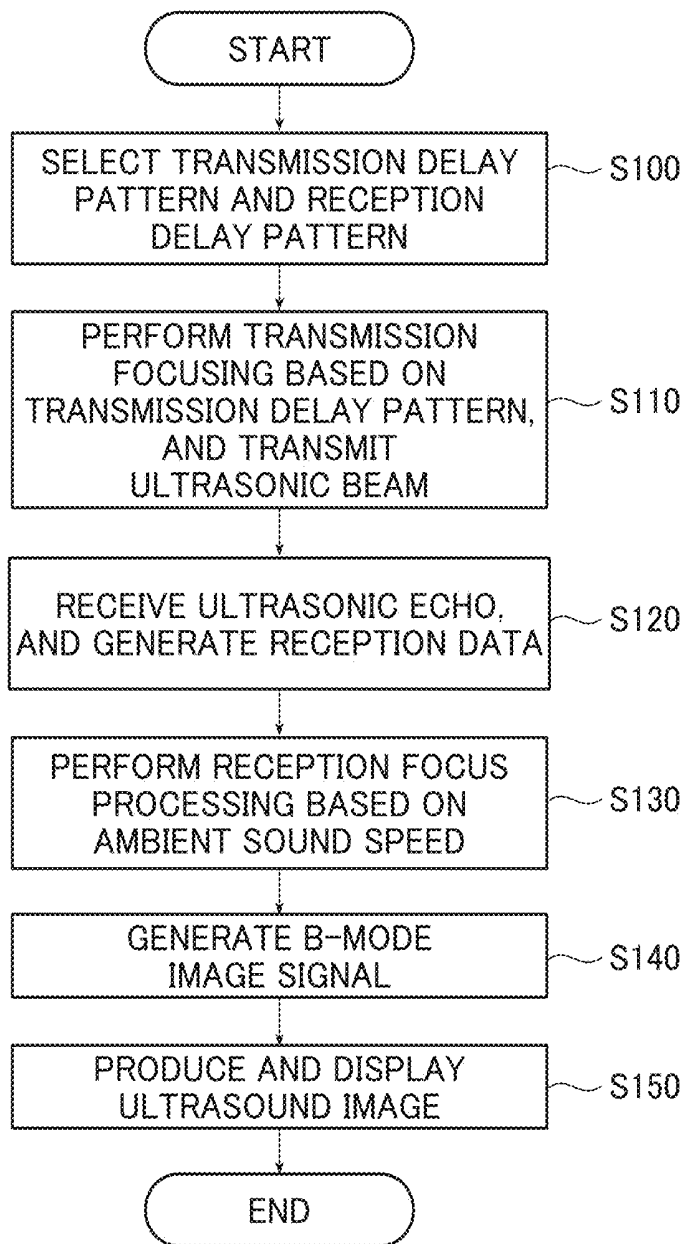 START
SELECT TRANSMISSION DELAY
PATTERN AND RECEPTION
DELAY PATTERN
S100
PERFORM TRANSMISSION
FOCUSING BASED ON
TRANSMISSION DELAY PATTERN,
AND TRANSMIT
ULTRASONIC BEAM
S110
RECEIVE ULTRASONIC ECHO,
AND GENERATE RECEPTION DATA
S120
PERFORM RECEPTION FOCUS
PROCESSING BASED ON
AMBIENT SOUND SPEED
S130
GENERATE B-MODE
IMAGE SIGNAL
S140
PRODUCE AND DISPLAY
ULTRASOUND IMAGE
S150
END